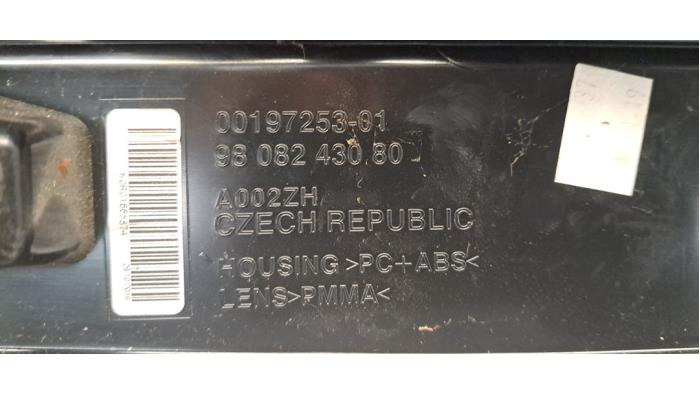 00197253-01
98 082 430 80
A002ZH
CZECH REPUBLIC
HOUSING >PC+ABS<
LENS>PMMA<